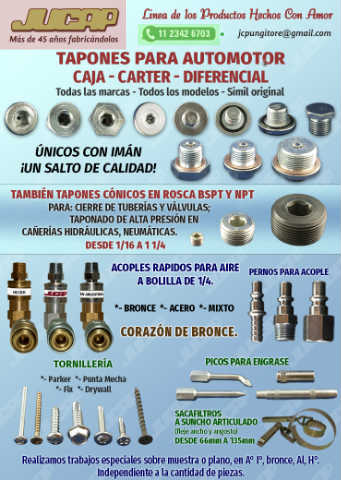 JUCAP
Más de 45 años fabricándolos
Linea de los Productos Hechos Con Amor
11 2342 6703 • jcpungitore@gmail.com
TAPONES PARA AUTOMOTOR
CAJA - CARTER - DIFERENCIAL
Todas las marcas - Todos los modelos - Simil original
ÚNICOS CON IMÁN
¡UN SALTO DE CALIDAD!
TAMBIÉN TAPONES CÓNICOS EN ROSCA BSPT Y NPT
PARA: CIERRE DE TUBERÍAS Y VÁLVULAS;
TAPONADO DE ALTA PRESIÓN EN
CAÑERÍAS HIDRÁULICAS, NEUMÁTICAS.
DESDE 1/16 A 1 1/4
ACOPLES RAPIDOS PARA AIRE
A BOLILLA DE 1/4.
PERNOS PARA ACOPLE
*- BRONCE *- ACERO *- MIXTO
CORAZÓN DE BRONCE.
TORNILLERÍA
*- Parker *- Punta Mecha
*- Fix *- Drywall
PICOS PARA ENGRASE
SACAFILTROS
A SUNCHO ARTICULADO
(fleje ancho y angosto)
DESDE 66mm A 135mm
Realizamos trabajos especiales sobre muestra o plano, en Aº Iº, bronce, Al, Hº.
Independiente a la cantidad de piezas.